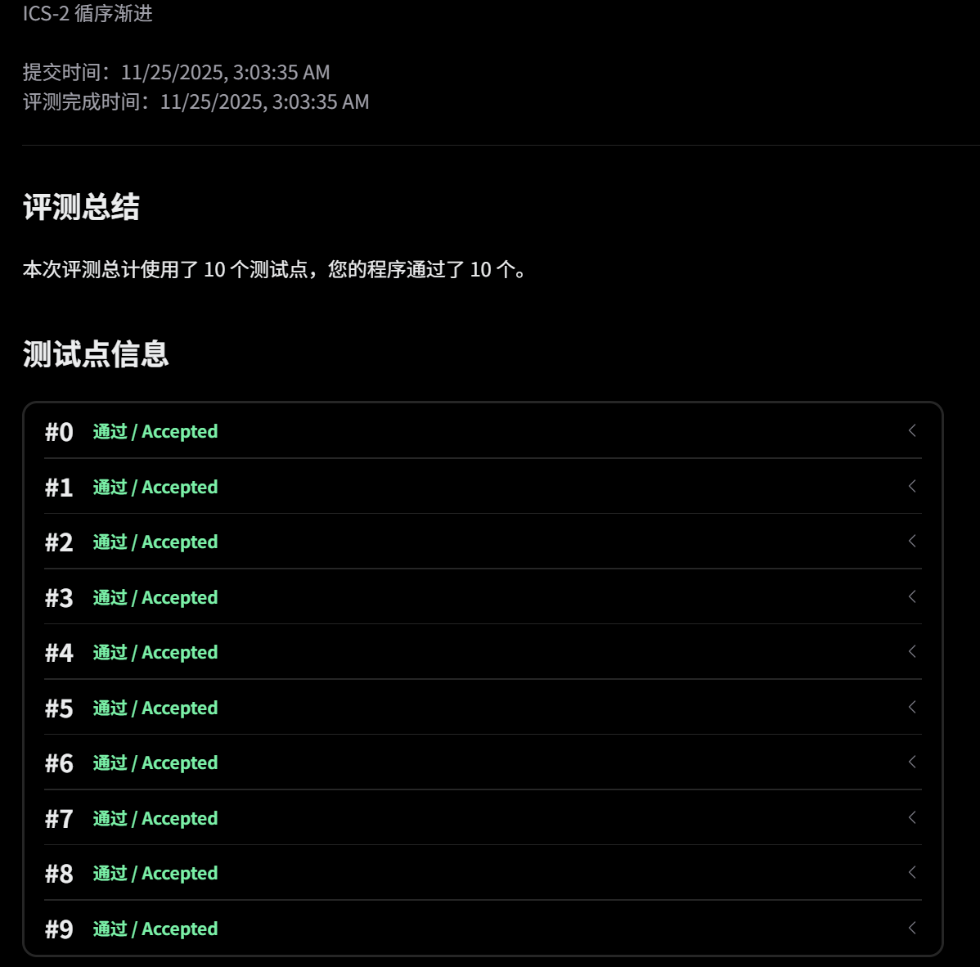 ICS-2 循序渐进
提交时间：11/25/2025, 3:03:35 AM
评测完成时间：11/25/2025, 3:03:35 AM
评测总结
本次评测总计使用了 10 个测试点，您的程序通过了 10 个。
测试点信息
#0 通过 / Accepted
#1 通过 / Accepted
#2 通过 / Accepted
#3 通过 / Accepted
#4 通过 / Accepted
#5 通过 / Accepted
#6 通过 / Accepted
#7 通过 / Accepted
#8 通过 / Accepted
#9 通过 / Accepted